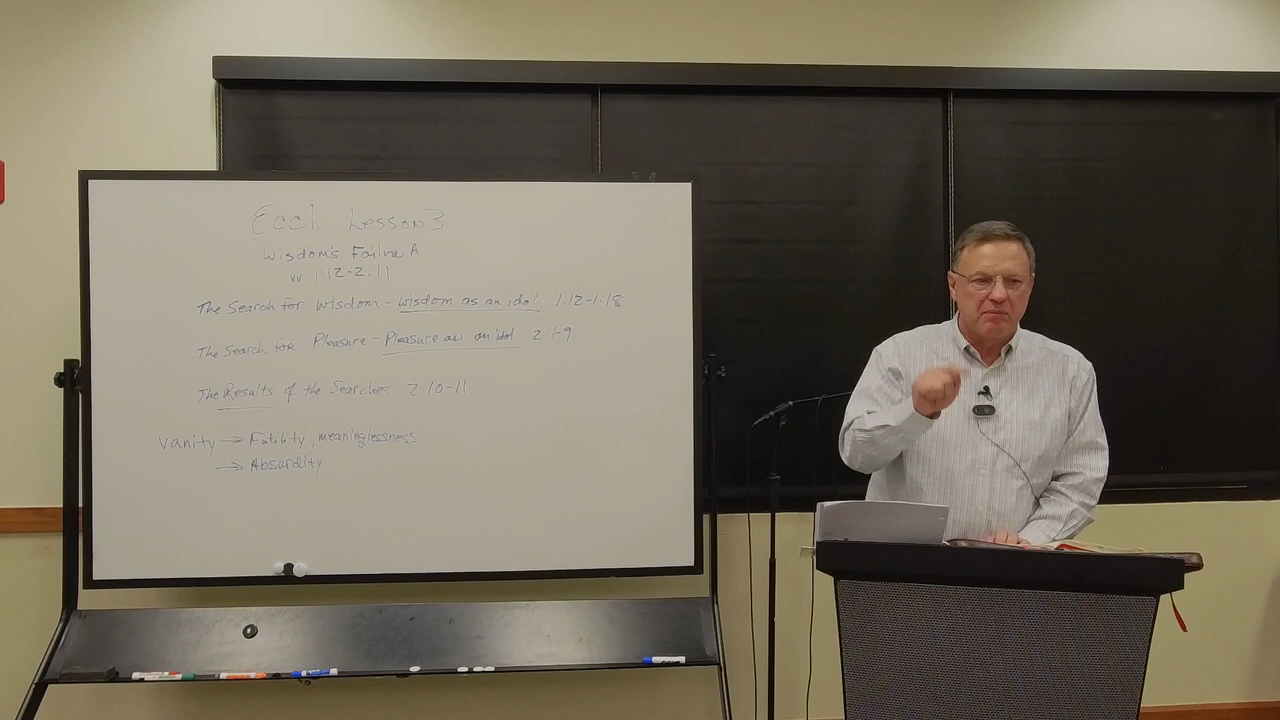 Eccl. Lesson 3
Wisdom's Failure A
vv. 1:12-2:11
The Search for wisdom - wisdom as an idol 1:12-1:18
The Search for Pleasure - Pleasure as an idol 2:1-9
The Results of the Searches 2:10-11
Vanity → Futility, meaninglessness
→ Absurdity